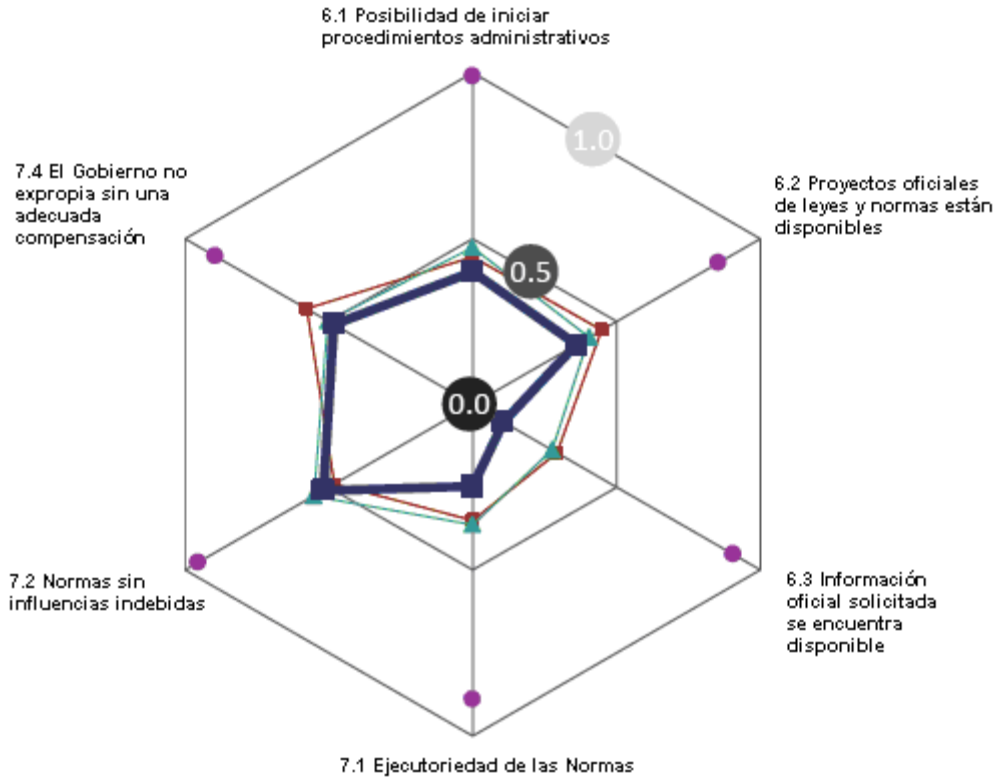 6.1 Posibilidad de iniciar
procedimientos administrativos
1.0
7.4 El Gobierno no
expropia sin una
adecuada
compensación
6.2 Proyectos oficiales
de leyes y normas están
disponibles
0.5
0.0
7.2 Normas sin
influencias indebidas
6.3 Información
oficial solicitada
se encuentra
disponible
7.1 Ejecutoriedad de las Normas